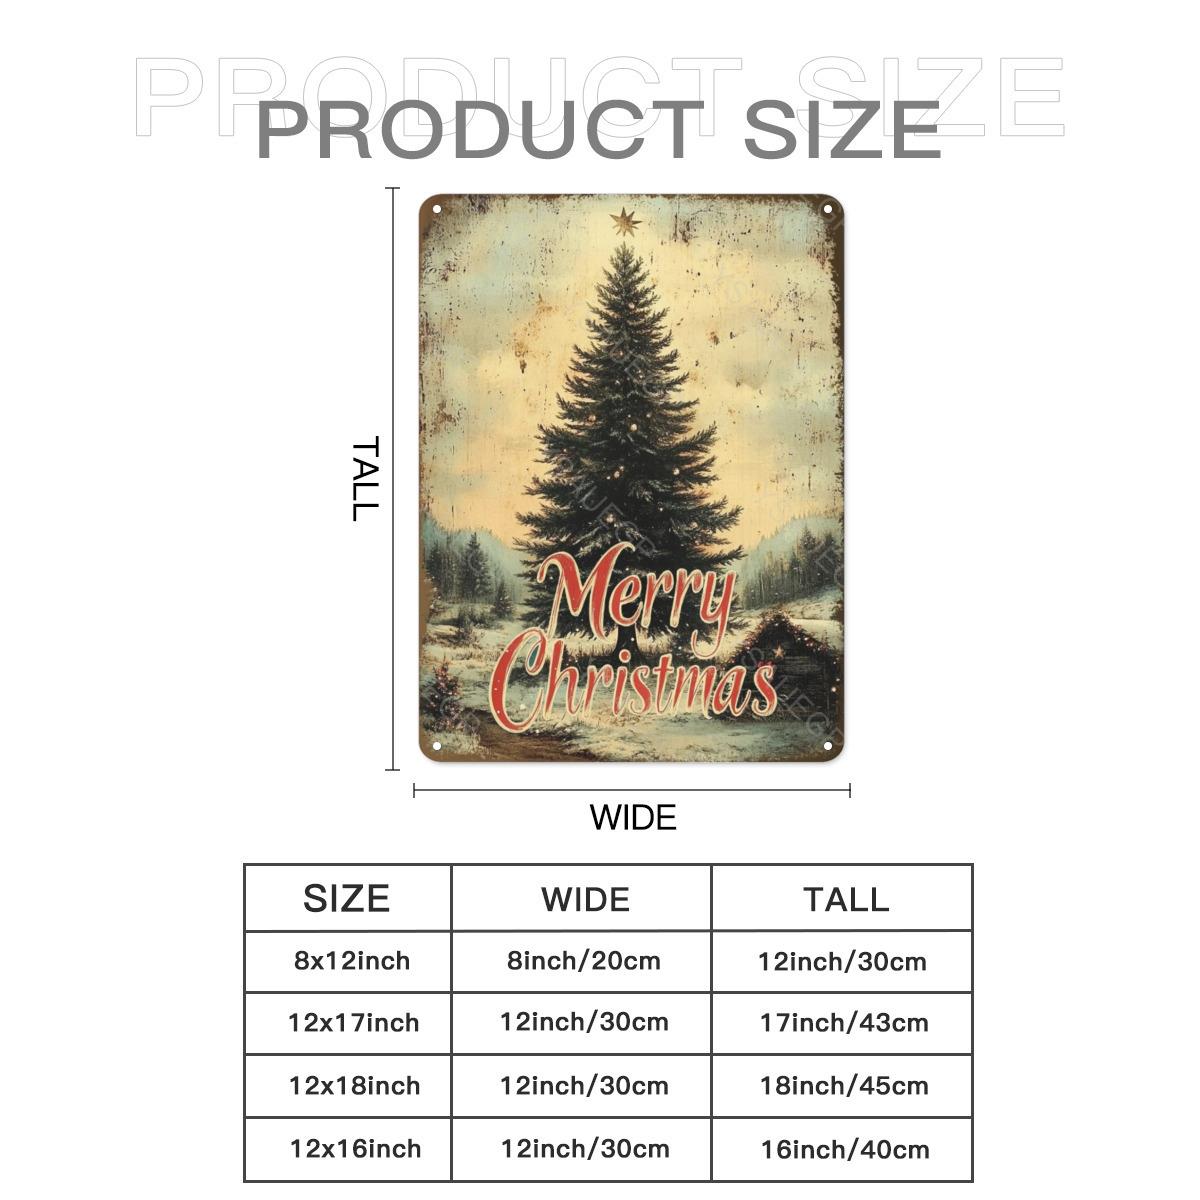 PRODUCT SIZE
PRODUCT SIZE
TALL
Merry
Christmas
WIDE
SIZE WIDE TALL
8x12inch 8inch/20cm 12inch/30cm
12x17inch 12inch/30cm 17inch/43cm
12x18inch 12inch/30cm 18inch/45cm
12x16inch 12inch/30cm 16inch/40cm